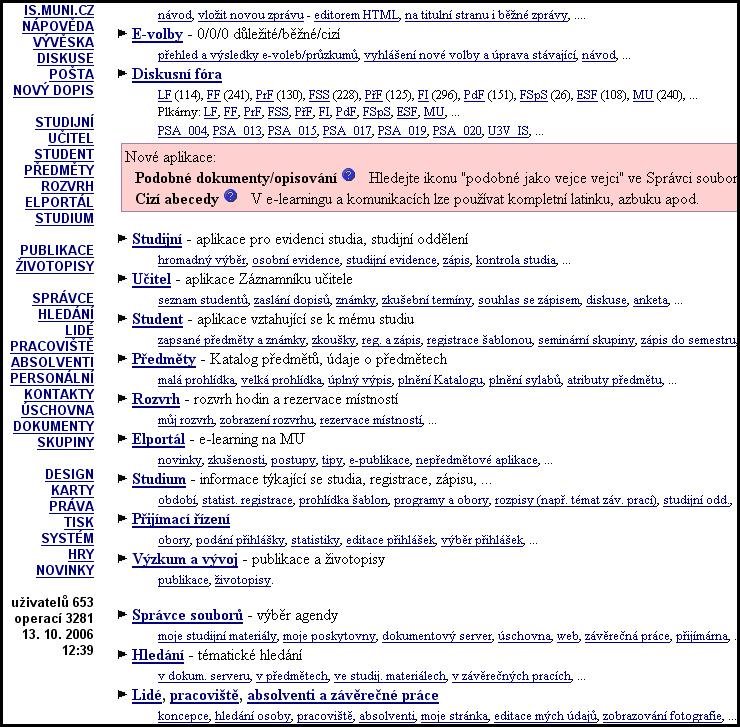 IS.MUNI.CZ
NÁPOVĚDA
VÝVĚSKA
DISKUSE
POŠTA
NOVÝ DOPIS
STUDIJNÍ
UČITEL
STUDENT
PŘEDMĚTY
ROZVRH
ELPORTÁL
STUDIUM
PUBLIKACE
ŽIVOTOPISY
SPRÁVCE
HLEDÁNÍ
LIDÉ
PRACOVIŠTĚ
ABSOLVENTI
PERSONÁLNÍ
KONTAKTY
ÚSCHOVNA
DOKUMENTY
SKUPINY
DESIGN
KARTY
PRÁVA
TISK
SYSTÉM
HRY
NOVINKY
uživatelů 653
operací 3281
13. 10. 2006
12:39
návod, vložit novou zprávu - editorem HTML, na titulní stranu i běžné zprávy, ....
E-volby - 0/0/0 důležité/běžné/cizí
přehled a výsledky e-voleb/průzkumů, vyhlášení nové volby a úprava stávající, návod, ...
Diskusní fóra
LF (114), FF (241), PrF (130), FSS (228), PřF (125), FI (296), PdF (151), FSpS (26), ESF (108), MU (240), ...
Plkárny: LF, FF, PrF, FSS, PřF, FI, PdF, FSpS, ESF, MU, ...
PSA_004, PSA_013, PSA_015, PSA_017, PSA_019, PSA_020, U3V_IS, ...
Nové aplikace:
Podobné dokumenty/opisování ? Hledejte ikonu "podobné jako vejce vejci" ve Správci soubor
Cizí abecedy ? V e-learningu a komunikacích lze používat kompletní latinku, azbuku apod.
Studijní - aplikace pro evidenci studia, studijní oddělení
hromadný výběr, osobní evidence, studijní evidence, zápis, kontrola studia, ...
Učitel - aplikace Záznamníku učitele
seznam studentů, zaslání dopisů, známky, zkušební termíny, souhlas se zápisem, diskuse, anketa, ...
Student - aplikace vztahující se k mému studiu
zapsané předměty a známky, zkoušky, reg. a zápis, registrace šablonou, seminární skupiny, zápis do semestru
Předměty - Katalog předmětů, údaje o předmětech
malá prohlídka, velká prohlídka, úplný výpis, plnění Katalogu, plnění sylabů, atributy předmětu, ...
Rozvrh - rozvrh hodin a rezervace místností
můj rozvrh, zobrazení rozvrhu, rezervace místností, ...
Elportál - e-learning na MU
novinky, zkušenosti, postupy, tipy, e-publikace, nepředmětové aplikace, ...
Studium - informace týkající se studia, registrace, zápisu, ...
období, statist. registrace, prohlídka šablon, programy a obory, rozpisy (např. témat záv. prací), studijní odd.,
Přijímací řízení
obory, podání přihlášky, statistiky, editace přihlášek, výběr přihlášek, ...
Výzkum a vývoj - publikace a životopisy
publikace, životopisy.
Správce souborů - výběr agendy
moje studijní materiály, moje poskytovny, dokumentový server, úschovna, web, závěrečná práce, přijímárna, .
Hledání - tématické hledání
v dokum. serveru, v předmětech, ve studij. materiálech, v závěrečných pracích, ...
Lidé, pracoviště, absolventi a závěrečné práce
koncepce, hledání osoby, pracoviště, absolventi, moje stránka, editace mých údajů, zobrazování fotografie, ...